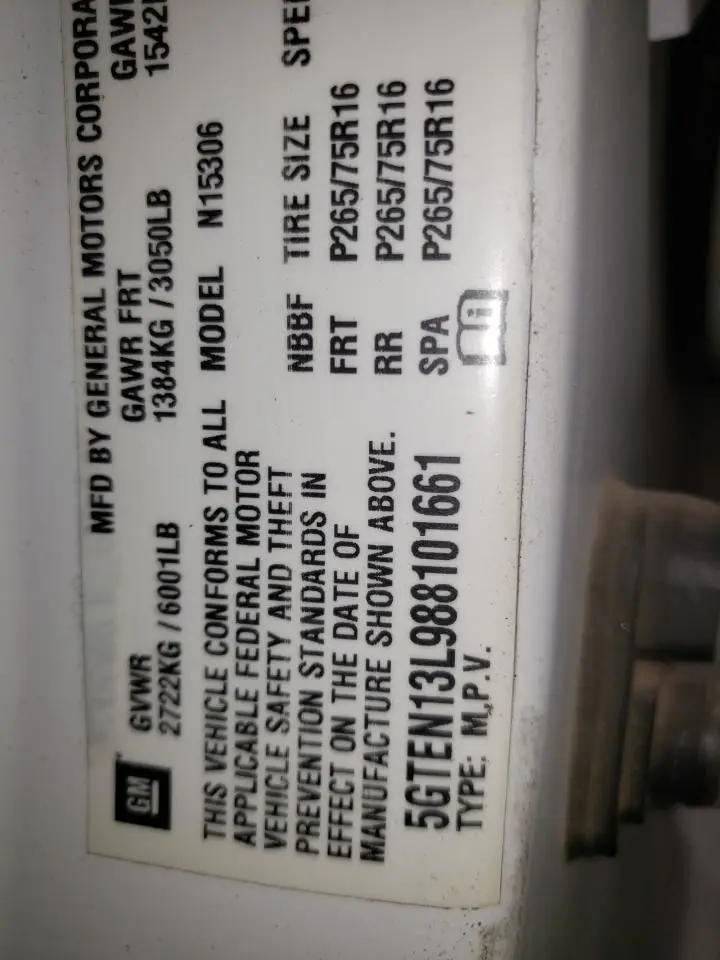 MFD BY GENERAL MOTORS CORPORA
GVWR GAWR FRT GAWR
2722KG / 6001LB 1384KG / 3050LB 1542
THIS VEHICLE CONFORMS TO ALL
APPLICABLE FEDERAL MOTOR
VEHICLE SAFETY AND THEFT
PREVENTION STANDARDS IN
EFFECT ON THE DATE OF
MANUFACTURE SHOWN ABOVE.
5GTEN13L988101661
TYPE: M.P.V.
MODEL N15306
NBBF TIRE SIZE SPE
FRT P265/75R16
RR P265/75R16
SPA P265/75R16
GM